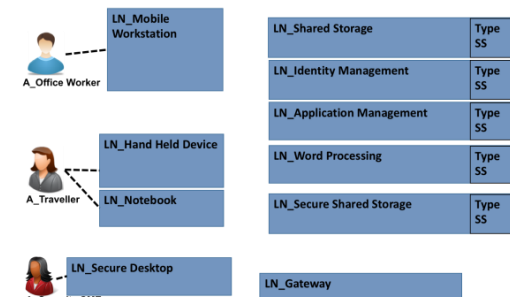 LN_Mobile
Workstation
A_Office Worker
LN_Hand Held Device
LN_Notebook
A_Traveller
LN_Secure Desktop
LN_Shared Storage
Type
SS
LN_Identity Management
Type
SS
LN_Application Management
Type
SS
LN_Word Processing
Type
SS
LN_Secure Shared Storage
Type
SS
LN_Gateway